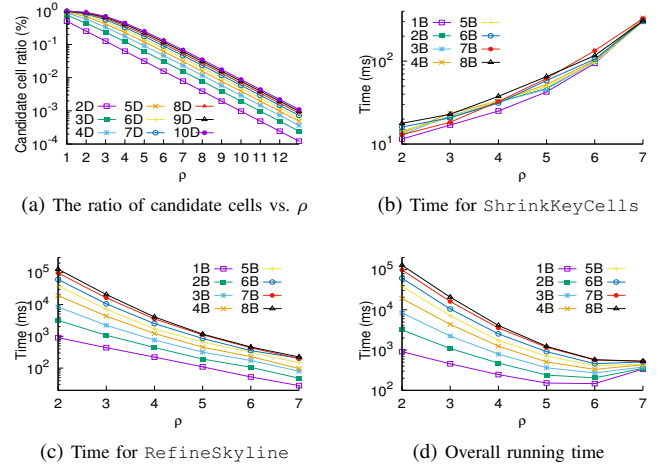 Candidate cell ratio (%)
10^0
10^-1
10^-2
10^-3
10^-4
2D 5D 8D
3D 6D 9D
4D 7D 10D
1 2 3 4 5 6 7 8 9 10 11 12
ρ
(a) The ratio of candidate cells vs. ρ
Time (ms)
10^2
10^1
1B 5B
2B 6B
3B 7B
4B 8B
2 3 4 5 6 7
ρ
(b) Time for ShrinkKeyCells
Time (ms)
10^5
10^4
10^3
10^2
1B 5B
2B 6B
3B 7B
4B 8B
2 3 4 5 6 7
ρ
(c) Time for RefineSkyline
Time (ms)
10^5
10^4
10^3
10^2
1B 5B
2B 6B
3B 7B
4B 8B
2 3 4 5 6 7
ρ
(d) Overall running time